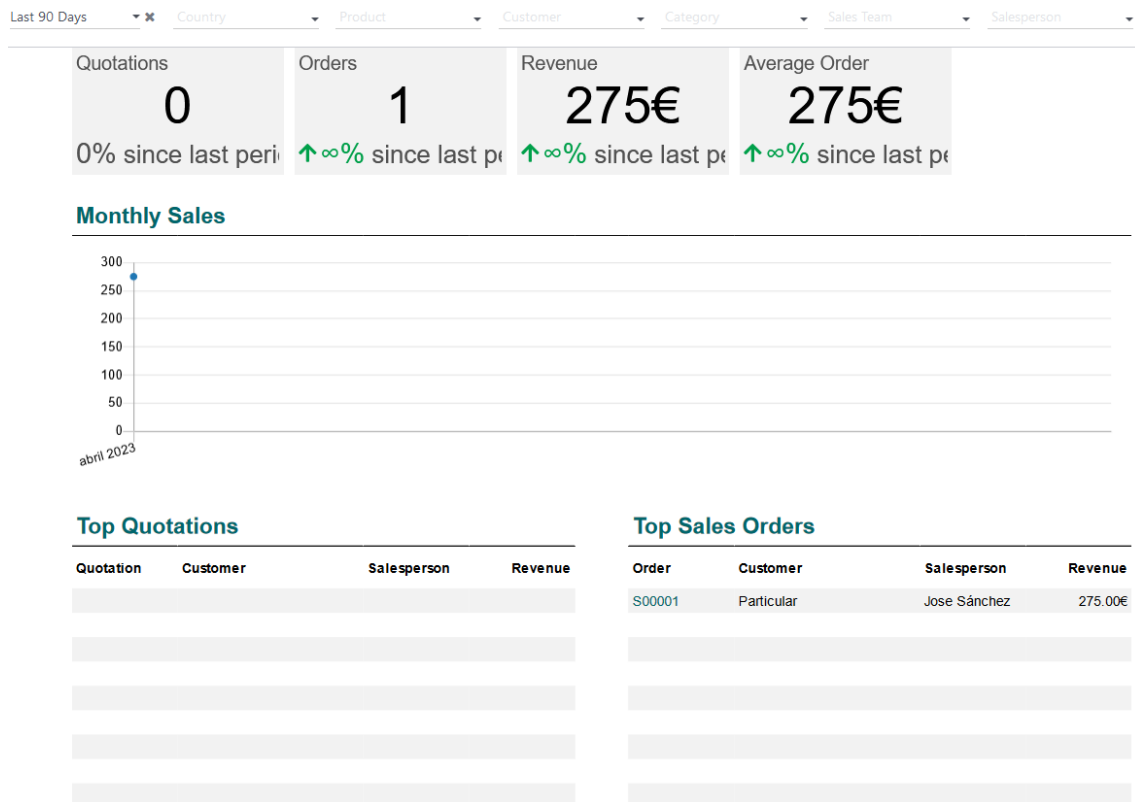 Last 90 Days Country Product Customer Category Sales Team Salesperson
Quotations Orders Revenue Average Order
0 1 275€ 275€
0% since last peri ∞% since last pe ∞% since last pe ∞% since last pe
Monthly Sales
300
250
200
150
100
50
0
abril 2023
Top Quotations Top Sales Orders
Quotation Customer Salesperson Revenue Order Customer Salesperson Revenue
S00001 Particular Jose Sánchez 275.00€